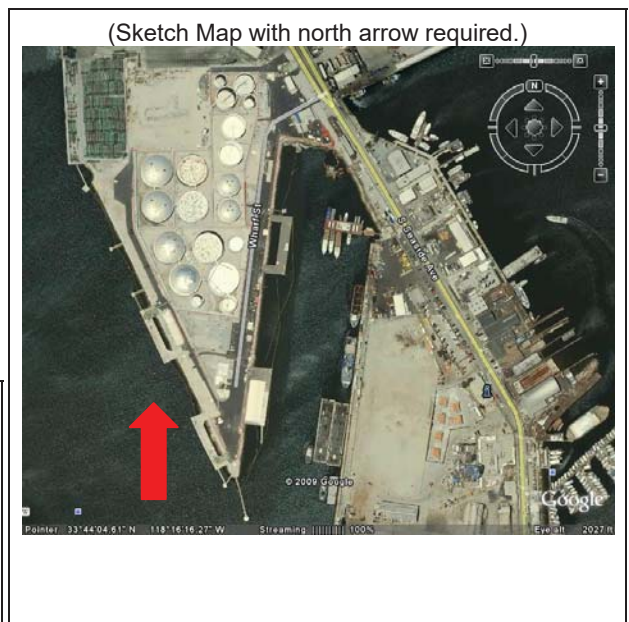 (Sketch Map with north arrow required.)
N
Wharf St
S Seaside Ave
© 2009 Google
Google
Pointer 33°44'04.61" N 118°16'16.27" W Streaming |||||||||| 100% Eye alt 2027 ft